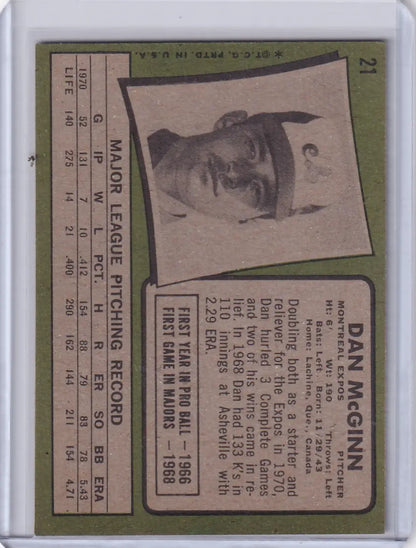 21
DAN McGINN
MONTREAL EXPOS PITCHER
Ht: 6' Wt: 190 Throws: Left
Bats: Left Born: 11/29/43
Home: Lachine, Que., Canada
Doubling both as a starter and
reliever for the Expos in 1970,
Dan hurled 3 Complete Games
and two of his wins came in re-
lief. In 1968 Dan had 133 K's in
110 innings at Asheville with
2.29 ERA.
FIRST YEAR IN PRO BALL — 1966
FIRST GAME IN MAJORS — 1968
MAJOR LEAGUE PITCHING RECORD
G IP W L PCT. H R ER SO BB ERA
1970 52 131 7 10 .412 154 88 79 83 78 5.43
LIFE 140 275 14 21 .400 290 162 144 211 154 4.71
*©T.C.G. PRTD. IN U.S.A.